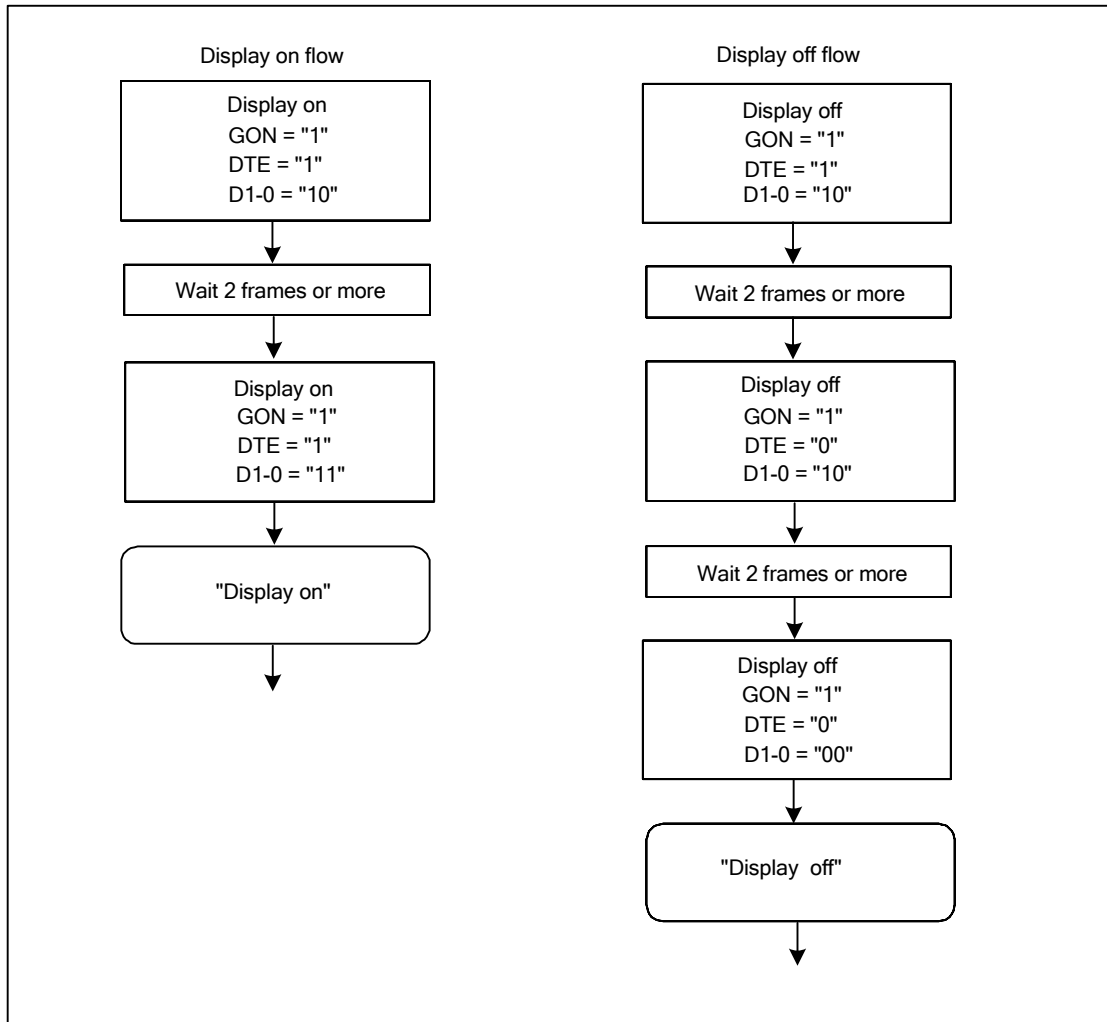 Display on flow
Display on
GON = "1"
DTE = "1"
D1-0 = "10"
Wait 2 frames or more
Display on
GON = "1"
DTE = "1"
D1-0 = "11"
"Display on"
Display off flow
Display off
GON = "1"
DTE = "1"
D1-0 = "10"
Wait 2 frames or more
Display off
GON = "1"
DTE = "0"
D1-0 = "10"
Wait 2 frames or more
Display off
GON = "1"
DTE = "0"
D1-0 = "00"
"Display off"